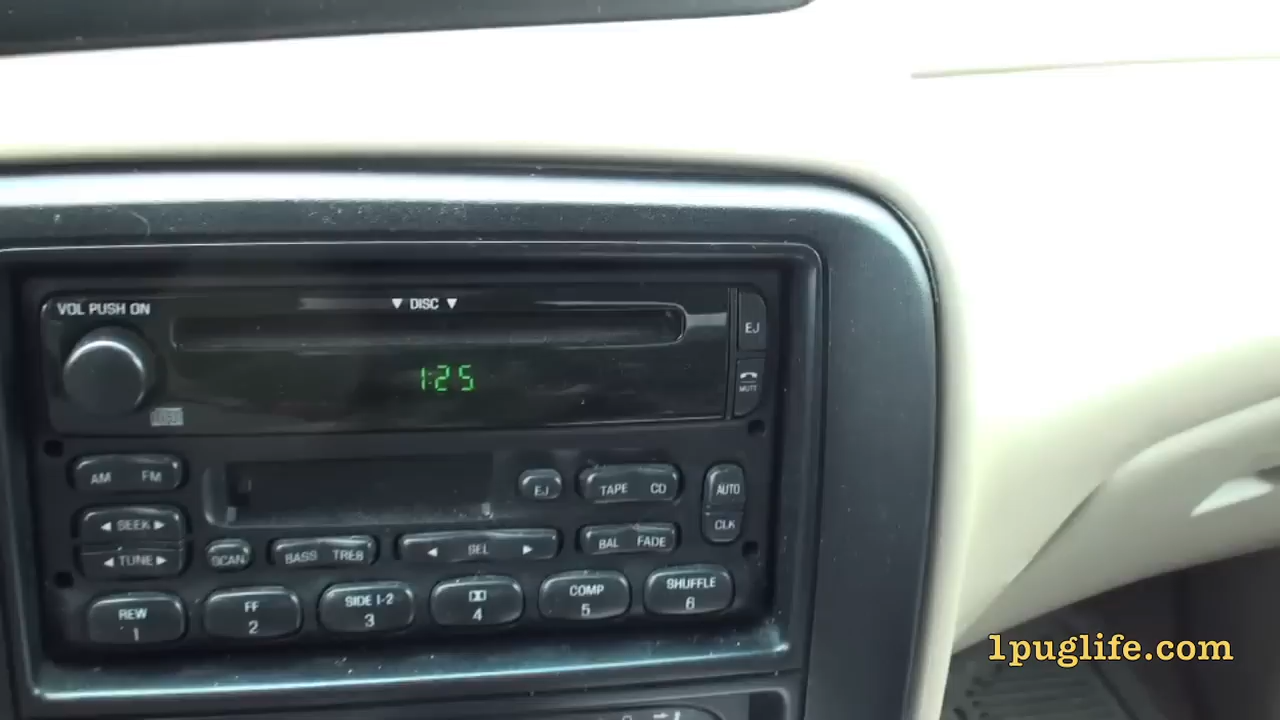 VOL PUSH ON
▼ DISC ▼
EJ
1:25
MUTE
AM FM
EJ
TAPE CD
AUTO
◄ SEEK ►
CLK
◄ TUNE ►
SCAN
BASS TREB
◄ SEL ►
BAL FADE
REW
1
FF
2
SIDE 1-2
3
4
COMP
5
SHUFFLE
6
1puglife.com